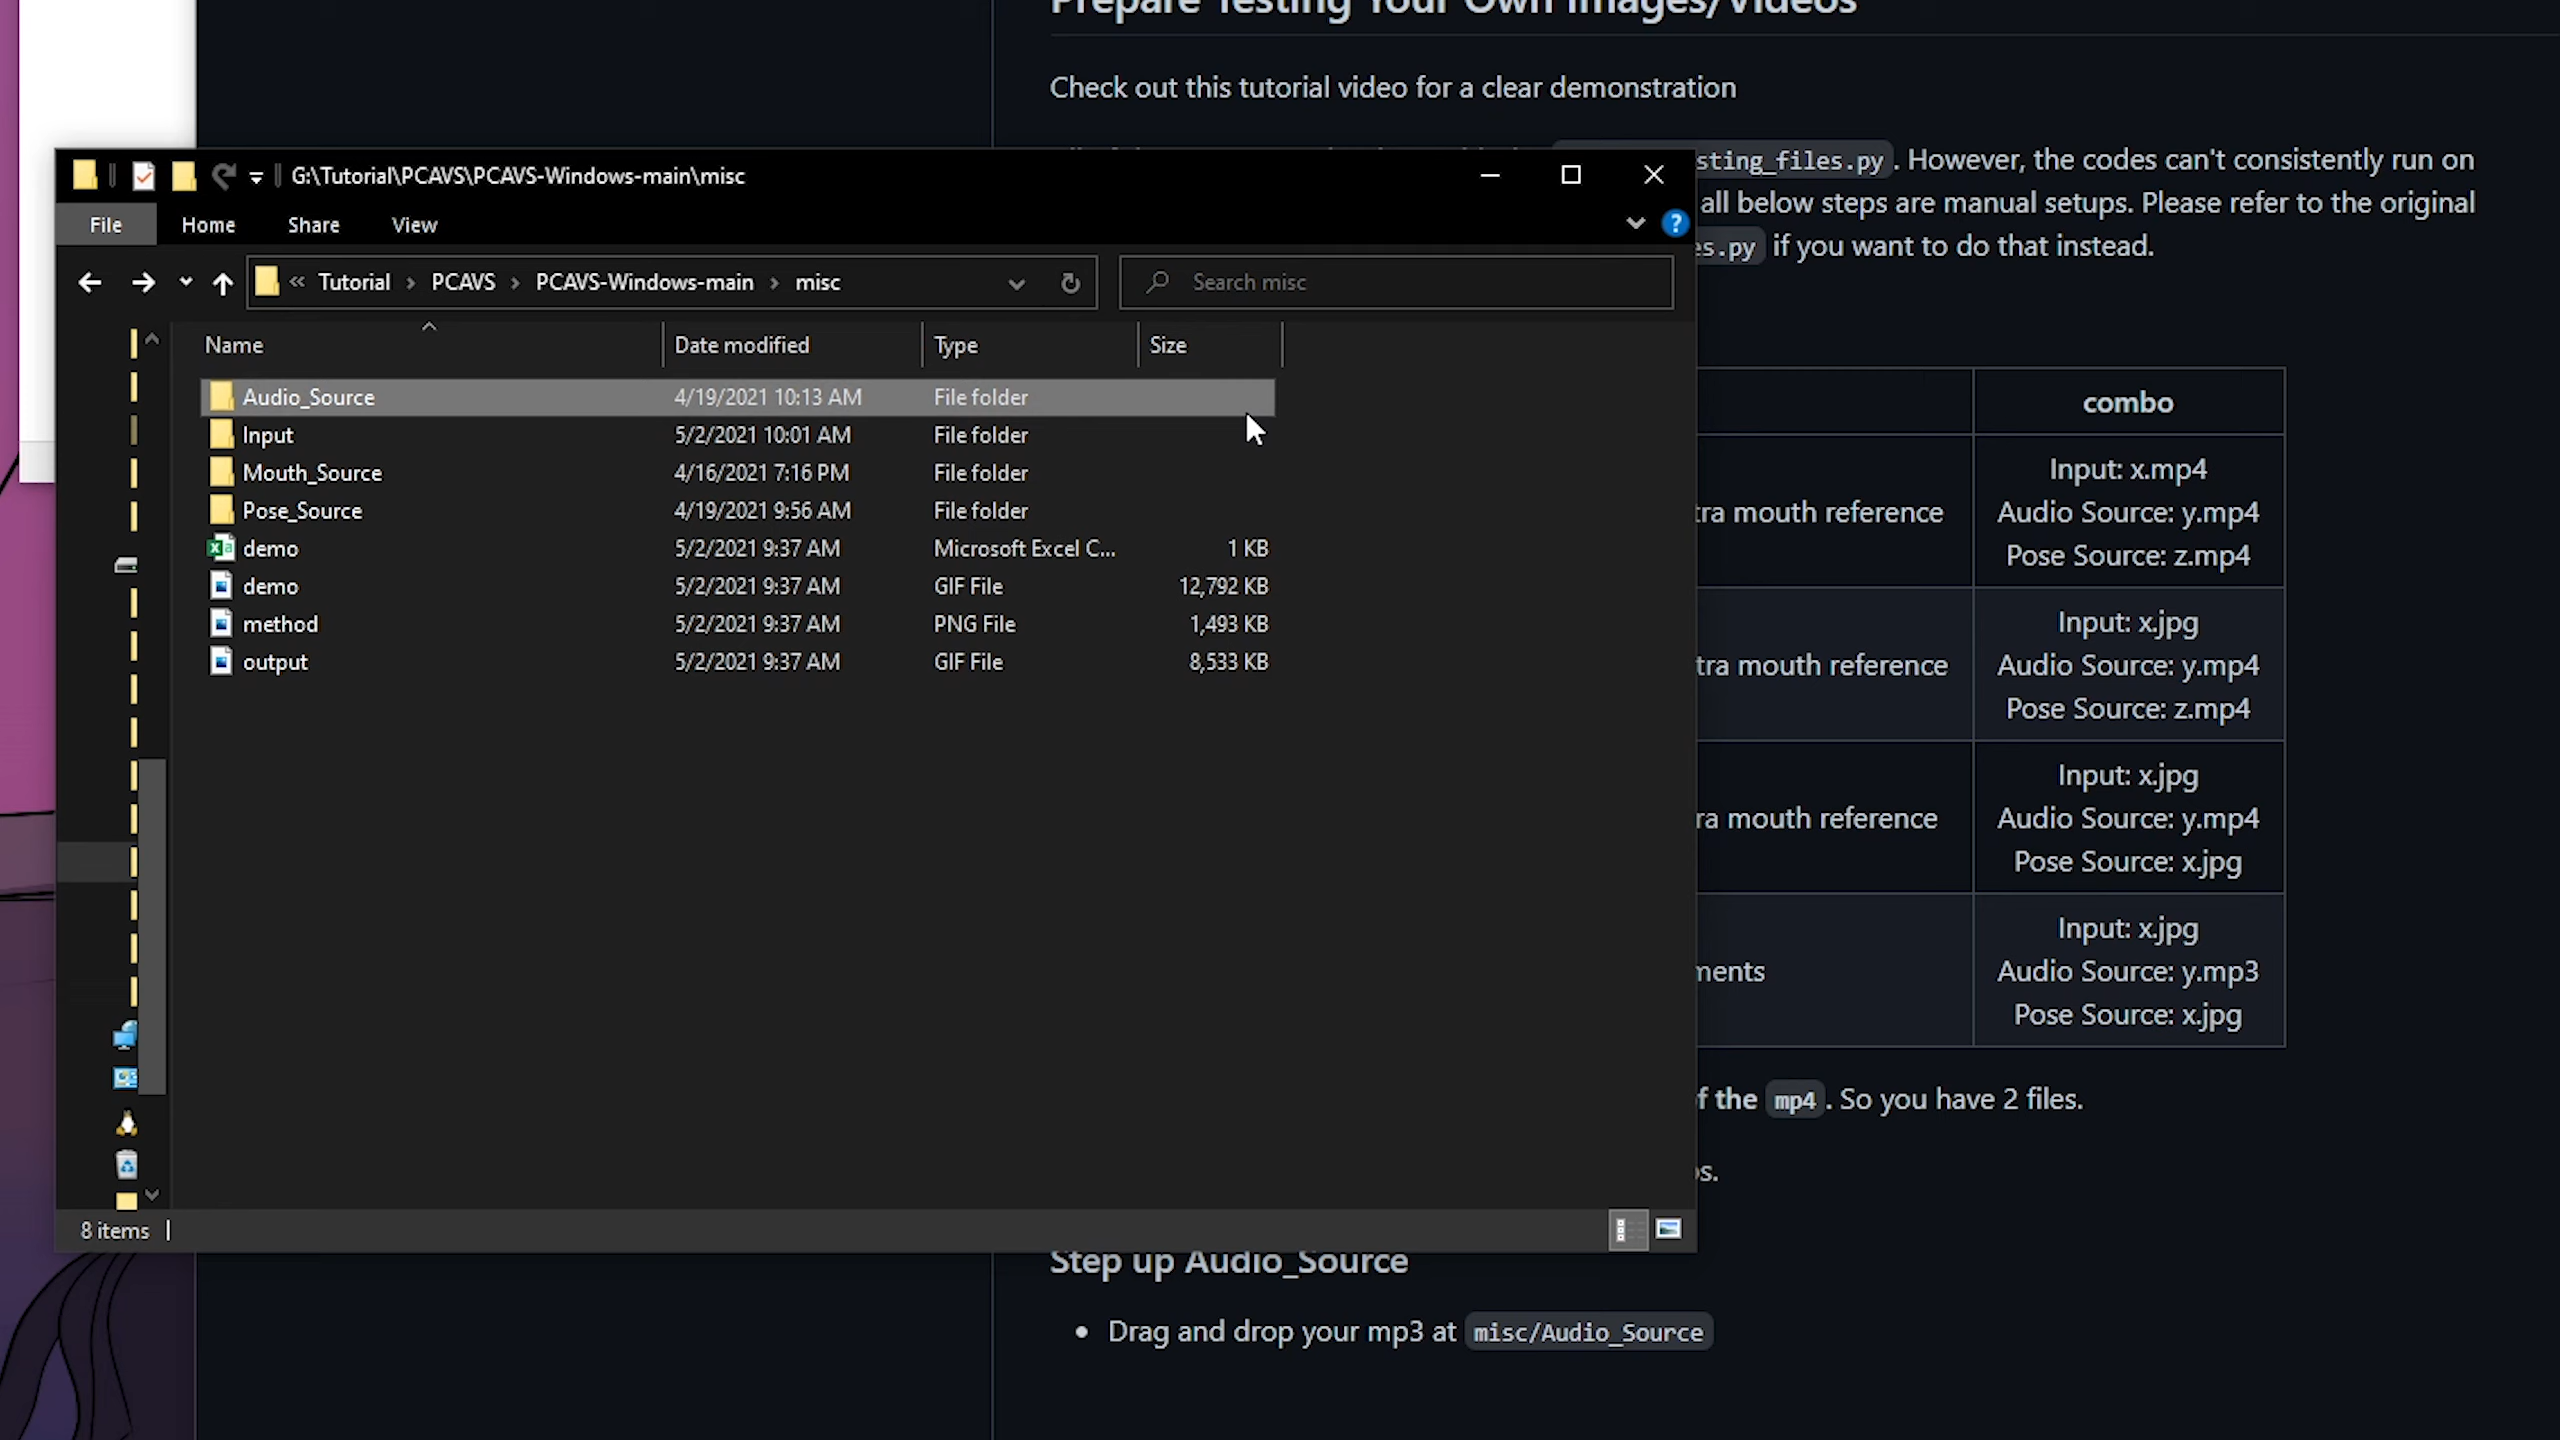 Prepare Testing Your Own Images/Videos
Check out this tutorial video for a clear demonstration
sting_files.py . However, the codes can't consistently run on
all below steps are manual setups. Please refer to the original
es.py if you want to do that instead.
G:\Tutorial\PCAVS\PCAVS-Windows-main\misc
File Home Share View ?
« Tutorial › PCAVS › PCAVS-Windows-main › misc
Search misc
Name Date modified Type Size
Audio_Source 4/19/2021 10:13 AM File folder
Input 5/2/2021 10:01 AM File folder
Mouth_Source 4/16/2021 7:16 PM File folder
Pose_Source 4/19/2021 9:56 AM File folder
demo 5/2/2021 9:37 AM Microsoft Excel C... 1 KB
demo 5/2/2021 9:37 AM GIF File 12,792 KB
method 5/2/2021 9:37 AM PNG File 1,493 KB
output 5/2/2021 9:37 AM GIF File 8,533 KB
8 items
combo
Input: x.mp4
tra mouth reference Audio Source: y.mp4
Pose Source: z.mp4
Input: x.jpg
tra mouth reference Audio Source: y.mp4
Pose Source: z.mp4
Input: x.jpg
ra mouth reference Audio Source: y.mp4
Pose Source: x.jpg
Input: x.jpg
ments Audio Source: y.mp3
Pose Source: x.jpg
f the mp4 . So you have 2 files.
os.
Step up Audio_Source
• Drag and drop your mp3 at misc/Audio_Source